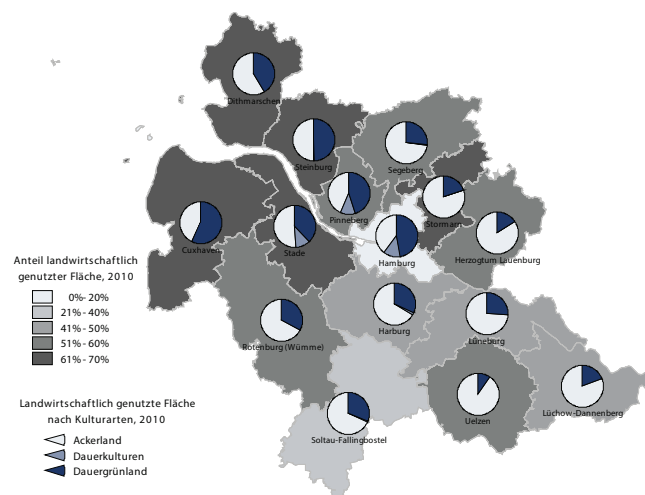 Dithmarschen
Steinburg
Segeberg
Pinneberg
Stormarn
Cuxhaven
Stade
Hamburg
Herzogtum Lauenburg
Anteil landwirtschaftlich
genutzter Fläche, 2010
0%- 20%
21% - 40%
41% - 50%
51% - 60%
61% - 70%
Harburg
Lüneburg
Rotenburg (Wümme)
Lüchow-Dannenberg
Uelzen
Soltau-Fallingbostel
Landwirtschaftlich genutzte Fläche
nach Kulturarten, 2010
Ackerland
Dauerkulturen
Dauergrünland